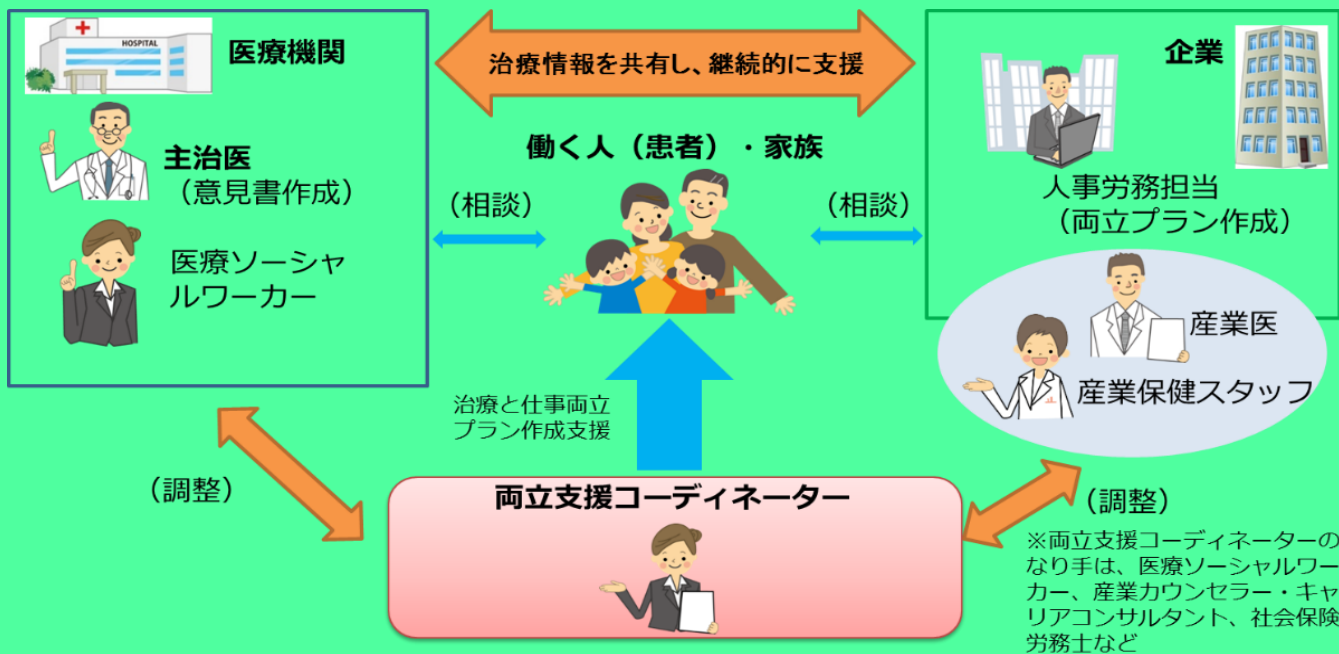 HOSPITAL
医療機関
治療情報を共有し、継続的に支援
企業
主治医
（意見書作成）
医療ソーシャ
ルワーカー
働く人（患者）・家族
（相談）
（相談）
人事労務担当
（両立プラン作成）
産業医
産業保健スタッフ
治療と仕事両立
プラン作成支援
（調整）
両立支援コーディネーター
（調整）
※両立支援コーディネーターの
なり手は、医療ソーシャルワー
カー、産業カウンセラー・キャ
リアコンサルタント、社会保険
労務士など